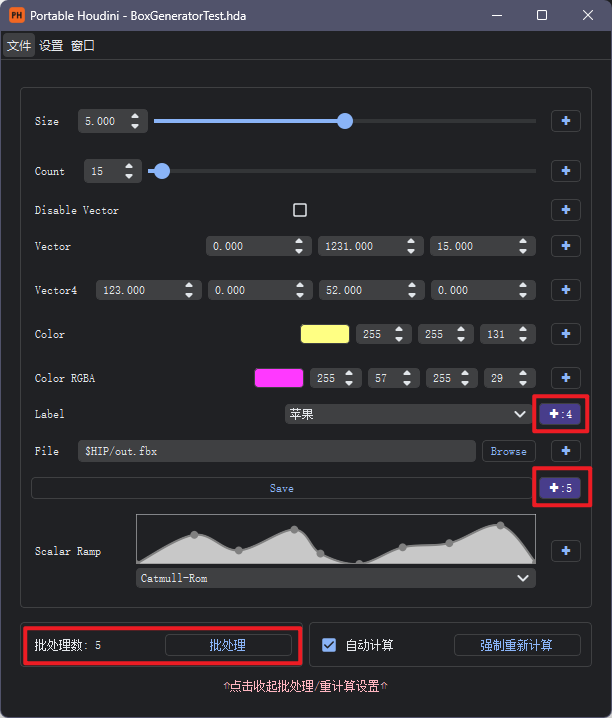 PH Portable Houdini - BoxGeneratorTest.hda
文件 设置 窗口
Size 5.000 +
Count 15 +
Disable Vector +
Vector 0.000 1231.000 15.000 +
Vector4 123.000 0.000 52.000 0.000 +
Color 255 255 131 +
Color RGBA 255 57 255 29 +
Label 苹果 +:4
File $HIP/out.fbx Browse +
Save +:5
Scalar Ramp +
Catmull-Rom
批处理数: 5 批处理 自动计算 强制重新计算
⇧点击收起批处理/重计算设置⇧